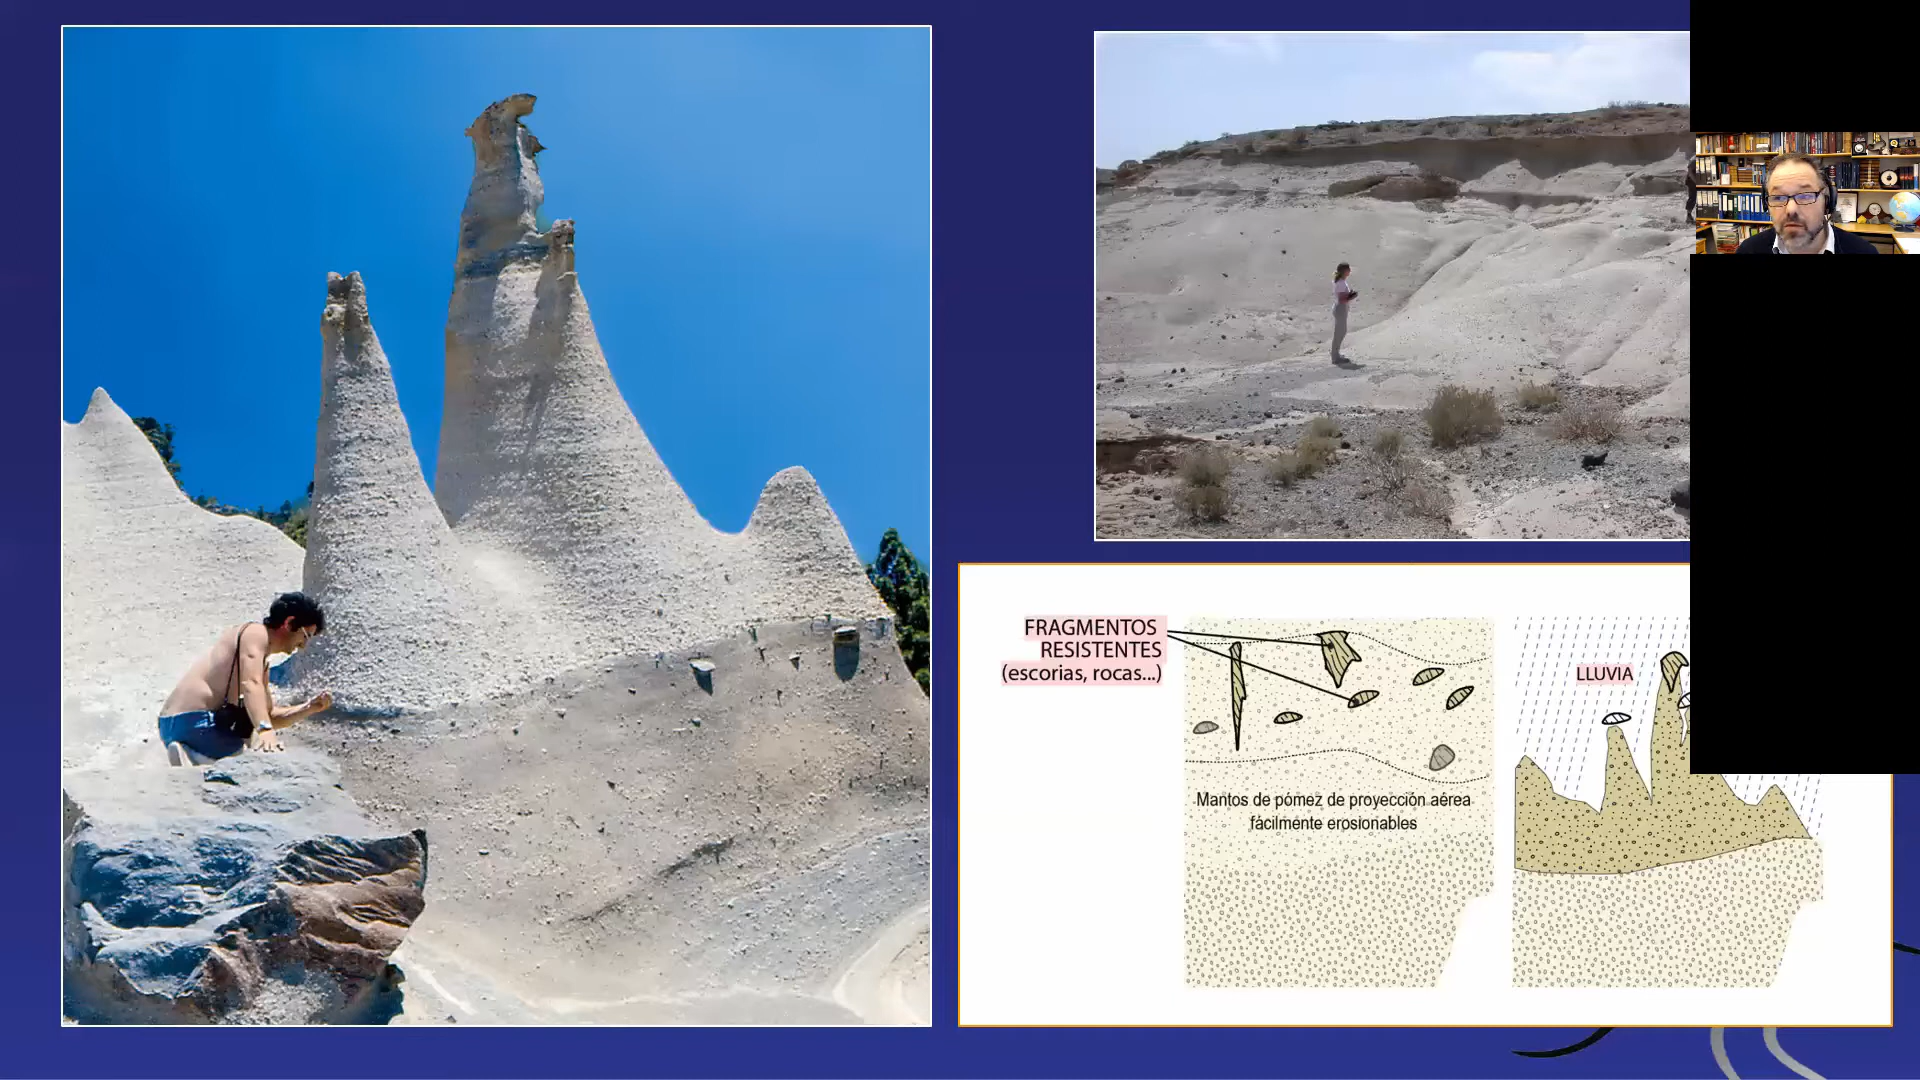 FRAGMENTOS
RESISTENTES
(escorias, rocas...)
LLUVIA
Mantos de pómez de proyección aérea
fácilmente erosionables